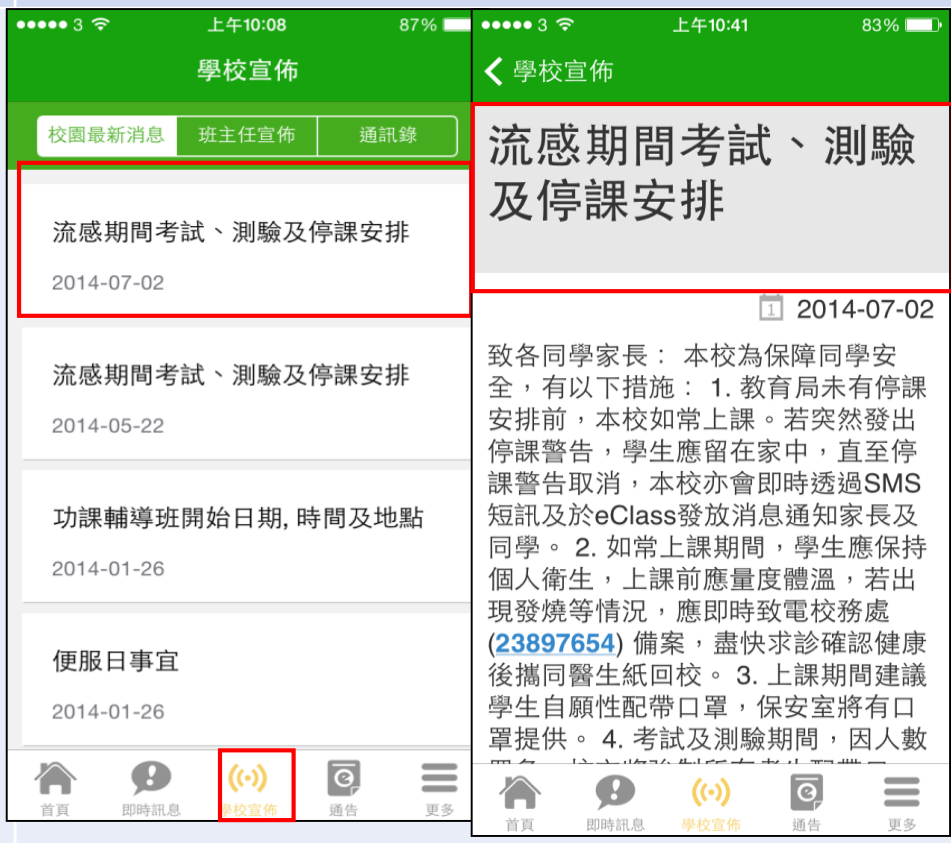 3 上午10:08 87%
學校宣佈
校園最新消息 班主任宣佈 通訊錄
流感期間考試、測驗及停課安排
2014-07-02
流感期間考試、測驗及停課安排
2014-05-22
功課輔導班開始日期, 時間及地點
2014-01-26
便服日事宜
2014-01-26
首頁 即時訊息 學校宣佈 通告 更多
3 上午10:41 83%
學校宣佈
流感期間考試、測驗
及停課安排
1 2014-07-02
致各同學家長： 本校為保障同學安
全，有以下措施： 1. 教育局未有停課
安排前，本校如常上課。若突然發出
停課警告，學生應留在家中，直至停
課警告取消，本校亦會即時透過SMS
短訊及於eClass發放消息通知家長及
同學。 2. 如常上課期間，學生應保持
個人衛生，上課前應量度體溫，若出
現發燒等情況，應即時致電校務處
(23897654) 備案，盡快求診確認健康
後攜同醫生紙回校。 3. 上課期間建議
學生自願性配帶口罩，保安室將有口
罩提供。 4. 考試及測驗期間，因人數
首頁 即時訊息 學校宣佈 通告 更多